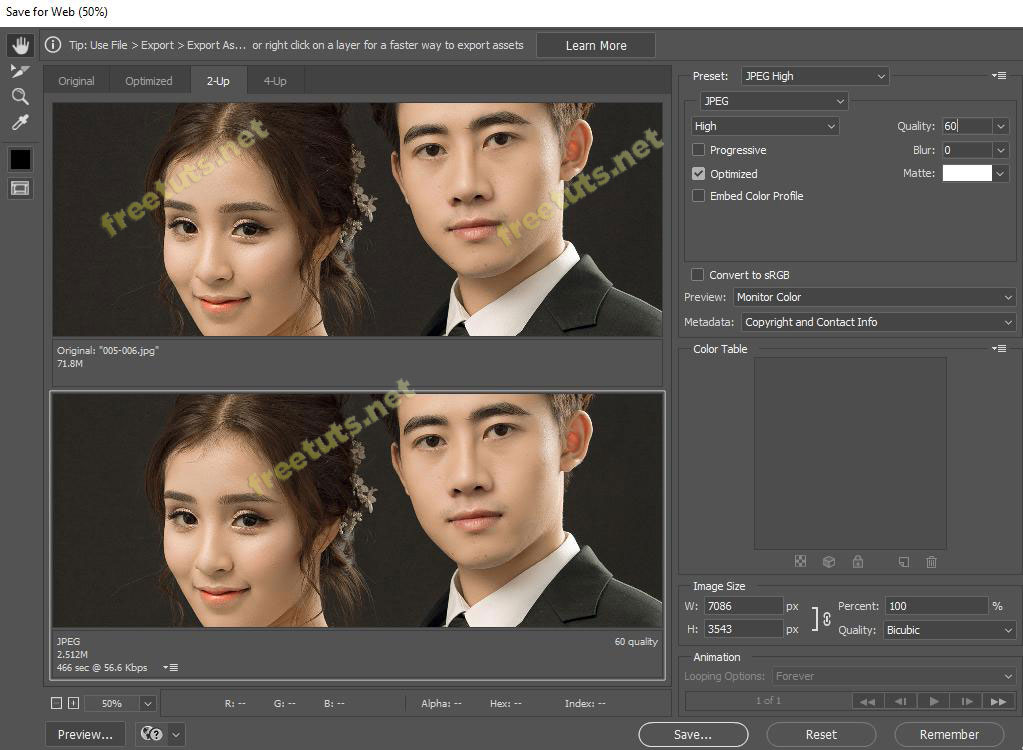 Save for Web (50%)
Tip: Use File > Export > Export As... or right click on a layer for a faster way to export assets
Learn More
Original
Optimized
2-Up
4-Up
freetuts.net
freetuts.net
Original: "005-006.jpg"
71.8M
freetuts.net
JPEG
60 quality
2.512M
466 sec @ 56.6 Kbps
50%
R: --
G: --
B: --
Alpha: --
Hex: --
Index: --
Preview...
Preset: JPEG High
JPEG
High
Quality: 60
Progressive
Blur: 0
Optimized
Matte:
Embed Color Profile
Convert to sRGB
Preview: Monitor Color
Metadata: Copyright and Contact Info
Color Table
Image Size
W: 7086 px
Percent: 100 %
H: 3543 px
Quality: Bicubic
Animation
Looping Options: Forever
1 of 1
Save...
Reset
Remember